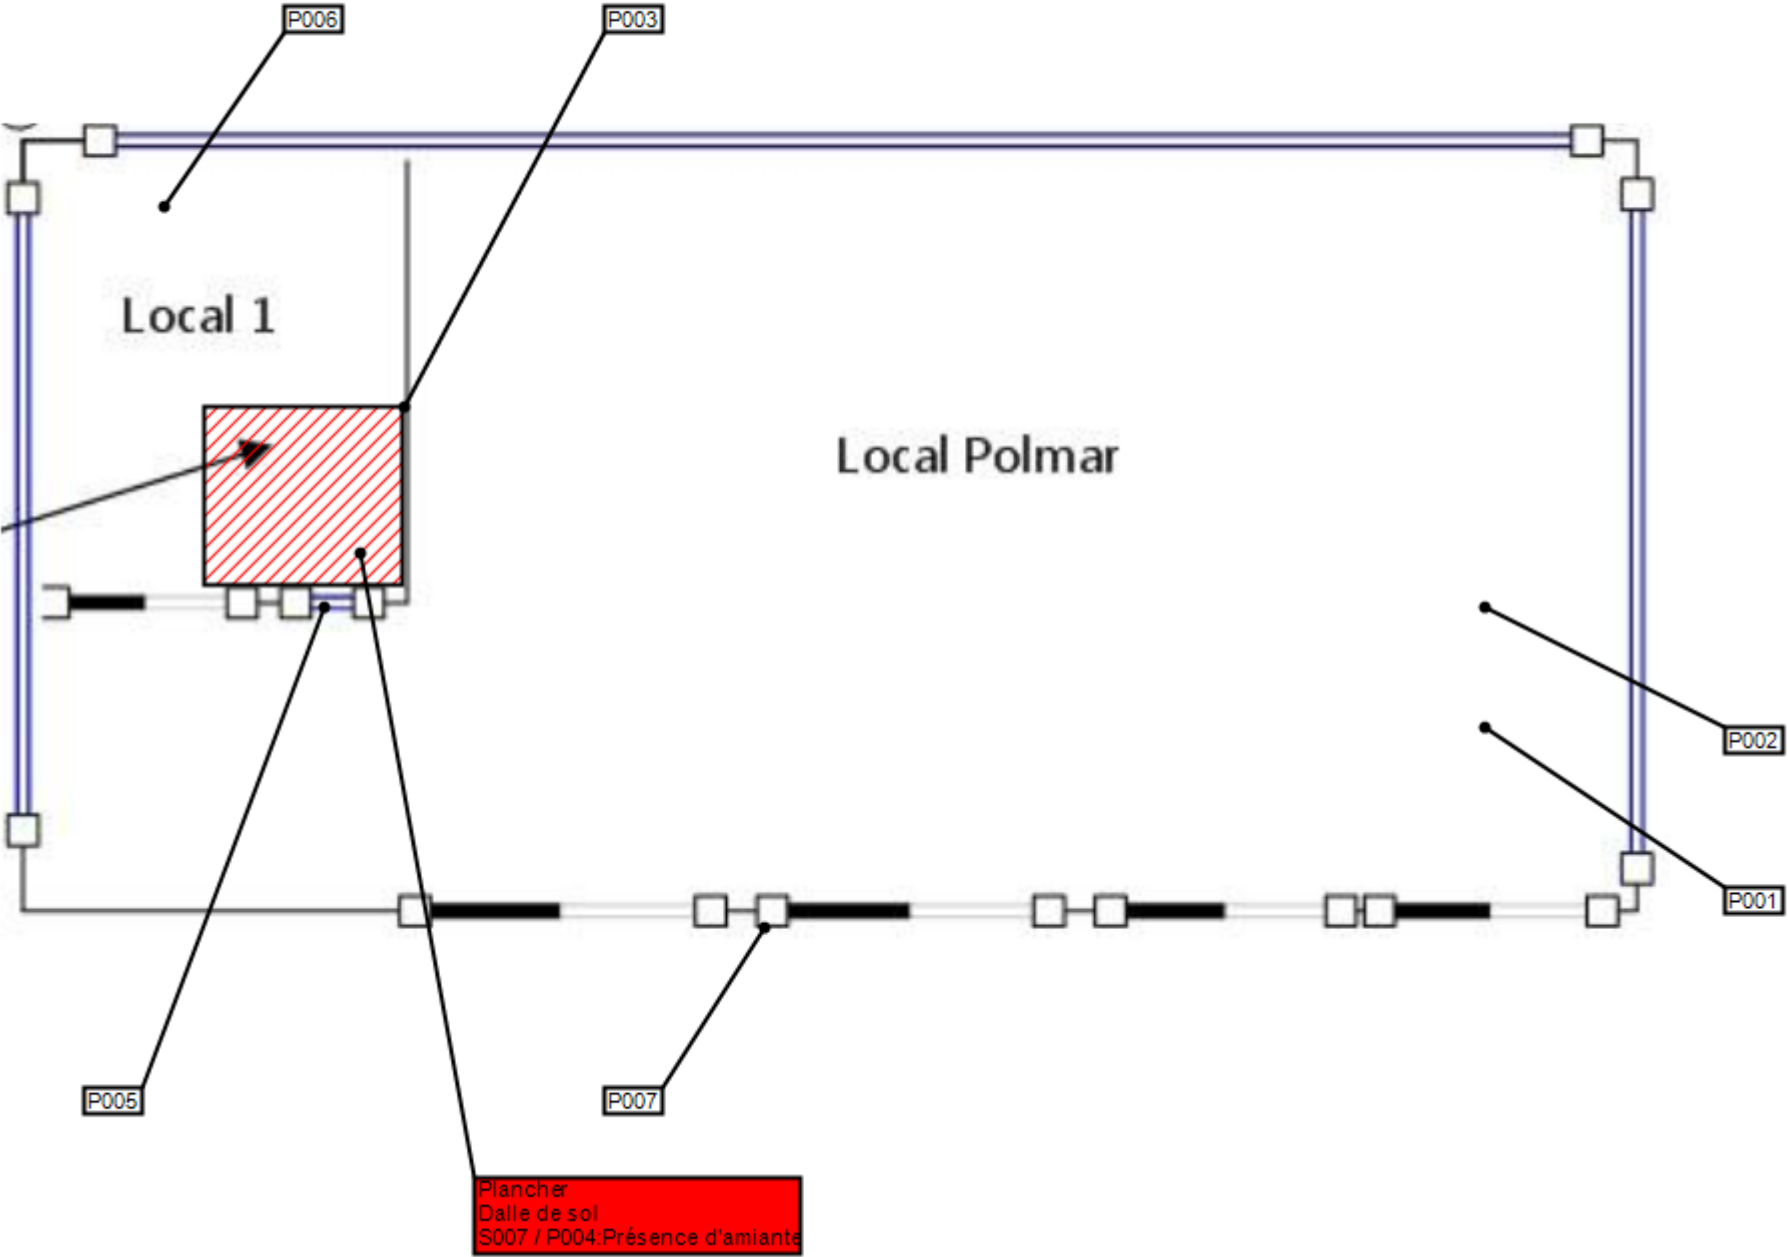 P006
P003
Local 1
Local Polmar
P002
P001
P005
P007
Plancher
Dalle de sol
S007 / P004:Présence d'amiante